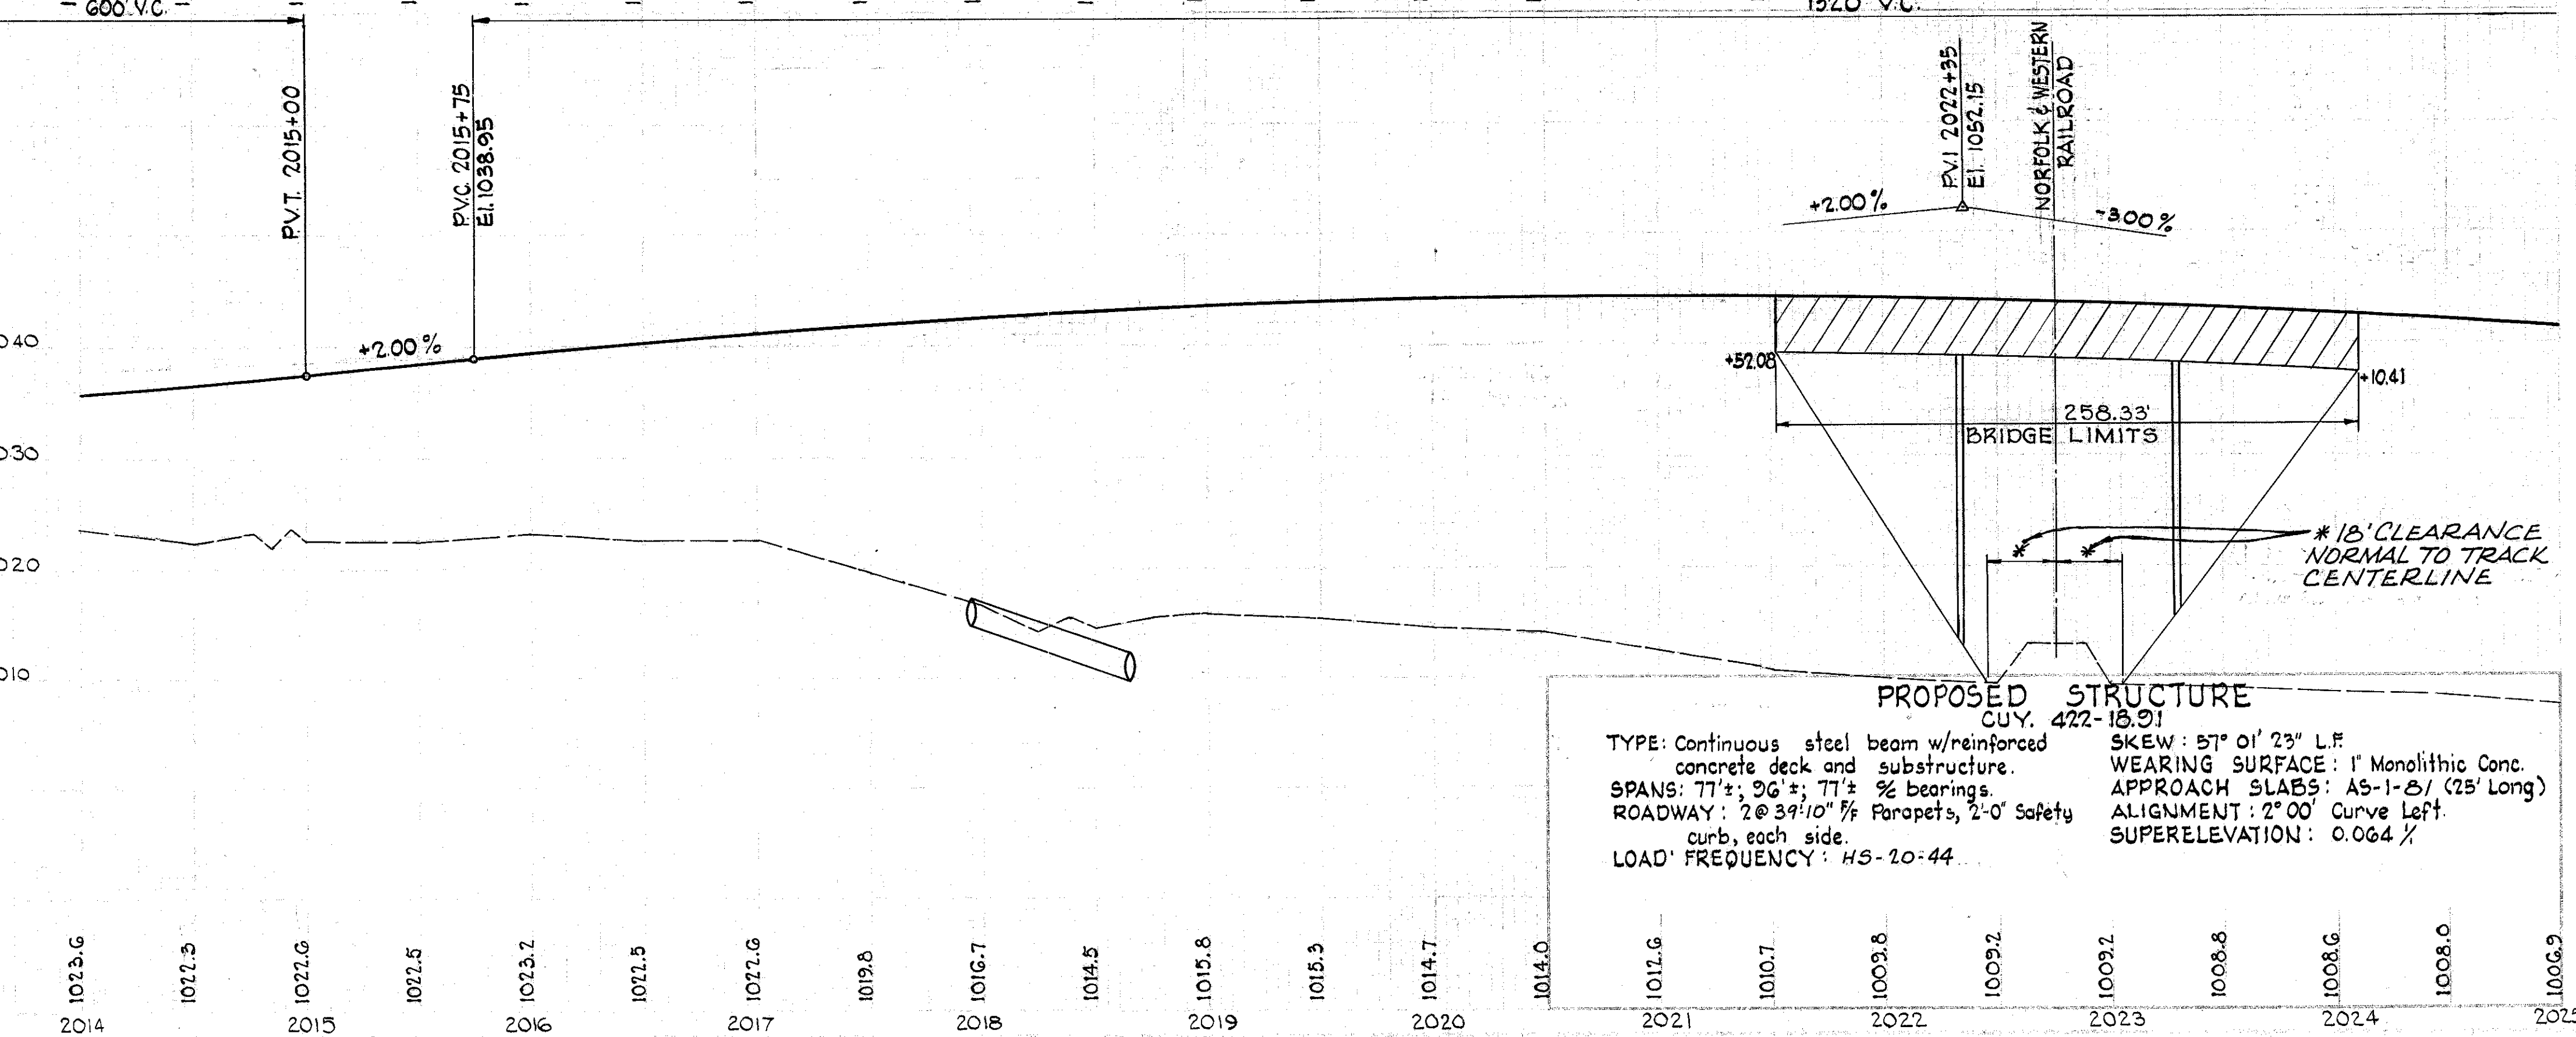 600' V.C.
1320' V.C.
P.V.T. 2015+00
P.V.C. 2015+75
El. 1038.95
P.V.I 2022+35
El. 1052.15
NORFOLK & WESTERN
RAILROAD
+2.00%
-3.00%
040
+2.00%
+52.08
+10.41
258.33'
BRIDGE LIMITS
030
* 18' CLEARANCE
NORMAL TO TRACK
CENTERLINE
* *
020
010
PROPOSED STRUCTURE
CUY. 422-18.91
TYPE: Continuous steel beam w/reinforced
concrete deck and substructure.
SPANS: 77'±; 96'±; 77'± c/c bearings.
ROADWAY: 2@39'-10" F/F Parapets, 2'-0" Safety
curb, each side.
LOAD FREQUENCY: HS-20-44
SKEW: 57° 01' 23" L.F.
WEARING SURFACE: 1" Monolithic Conc.
APPROACH SLABS: AS-1-81 (25' Long)
ALIGNMENT: 2° 00' Curve Left.
SUPERELEVATION: 0.064 '/'
1023.6 1022.3 1022.6 1022.5 1023.2 1022.5 1022.6 1019.8 1016.7 1014.5 1015.8 1015.3 1014.7 1014.0 1012.6 1010.7 1009.8 1009.2 1009.2 1008.8 1008.6 1008.0 1006.9
2014 2015 2016 2017 2018 2019 2020 2021 2022 2023 2024 2025